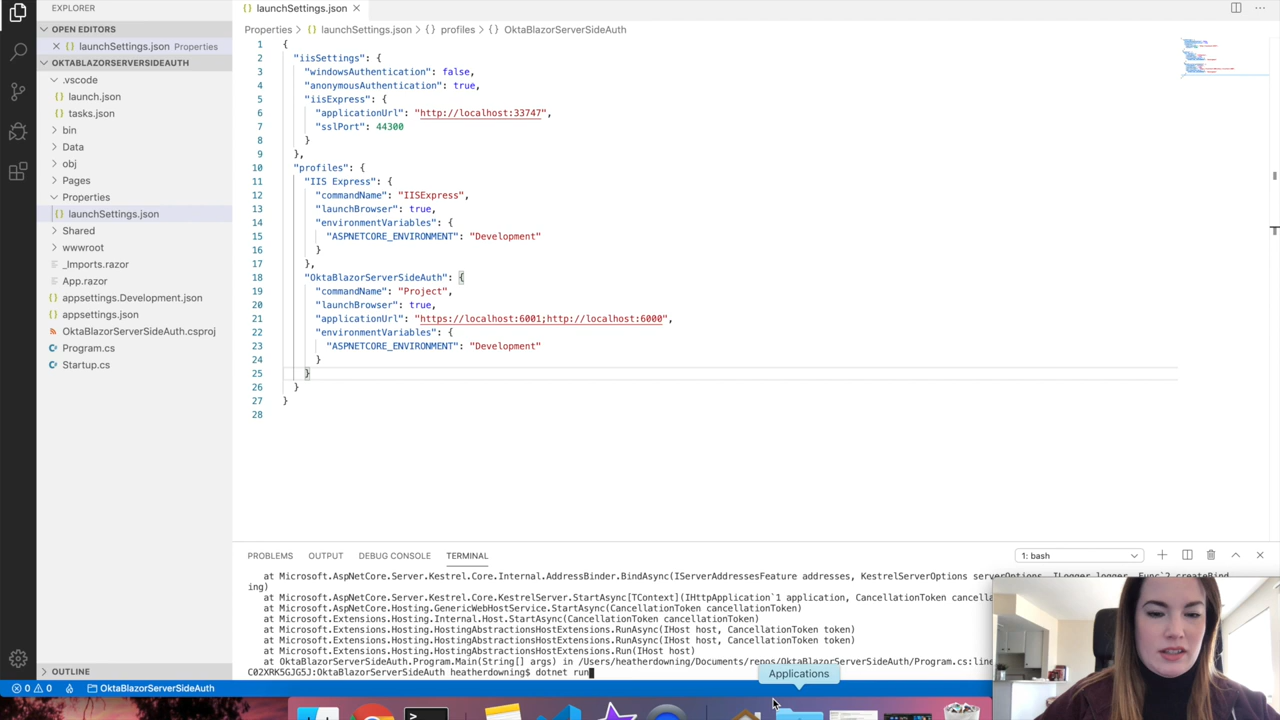 EXPLORER
launchSettings.json
OPEN EDITORS
launchSettings.json Properties
Properties > launchSettings.json > {} profiles > {} OktaBlazorServerSideAuth
OKTABLAZORSERVERSIDEAUTH
.vscode
launch.json
tasks.json
bin
Data
obj
Pages
Properties
launchSettings.json
Shared
wwwroot
_Imports.razor
App.razor
appsettings.Development.json
appsettings.json
OktaBlazorServerSideAuth.csproj
Program.cs
Startup.cs
1 {
2 "iisSettings": {
3 "windowsAuthentication": false,
4 "anonymousAuthentication": true,
5 "iisExpress": {
6 "applicationUrl": "http://localhost:33747",
7 "sslPort": 44300
8 }
9 },
10 "profiles": {
11 "IIS Express": {
12 "commandName": "IISExpress",
13 "launchBrowser": true,
14 "environmentVariables": {
15 "ASPNETCORE_ENVIRONMENT": "Development"
16 }
17 },
18 "OktaBlazorServerSideAuth": {
19 "commandName": "Project",
20 "launchBrowser": true,
21 "applicationUrl": "https://localhost:6001;http://localhost:6000",
22 "environmentVariables": {
23 "ASPNETCORE_ENVIRONMENT": "Development"
24 }
25 }
26 }
27 }
28
PROBLEMS OUTPUT DEBUG CONSOLE TERMINAL
1: bash
at Microsoft.AspNetCore.Server.Kestrel.Core.Internal.AddressBinder.BindAsync(IServerAddressesFeature addresses, KestrelServerOptions serverOptions, ILogger logger, Func`2 createBind
ing)
at Microsoft.AspNetCore.Server.Kestrel.Core.KestrelServer.StartAsync[TContext](IHttpApplication`1 application, CancellationToken
at Microsoft.AspNetCore.Hosting.GenericWebHostService.StartAsync(CancellationToken cancellationToken)
at Microsoft.Extensions.Hosting.Internal.Host.StartAsync(CancellationToken cancellationToken)
at Microsoft.Extensions.Hosting.HostingAbstractionsHostExtensions.RunAsync(IHost host, CancellationToken token)
at Microsoft.Extensions.Hosting.HostingAbstractionsHostExtensions.RunAsync(IHost host, CancellationToken token)
at Microsoft.Extensions.Hosting.HostingAbstractionsHostExtensions.Run(IHost host)
at OktaBlazorServerSideAuth.Program.Main(String[] args) in /Users/heatherdowning/Documents/repos/OktaBlazorServerSideAuth/Program.cs:line
C02XRK5GJG5J:OktaBlazorServerSideAuth heatherdowning$ dotnet run
OUTLINE
Applications
0 0 OktaBlazorServerSideAuth